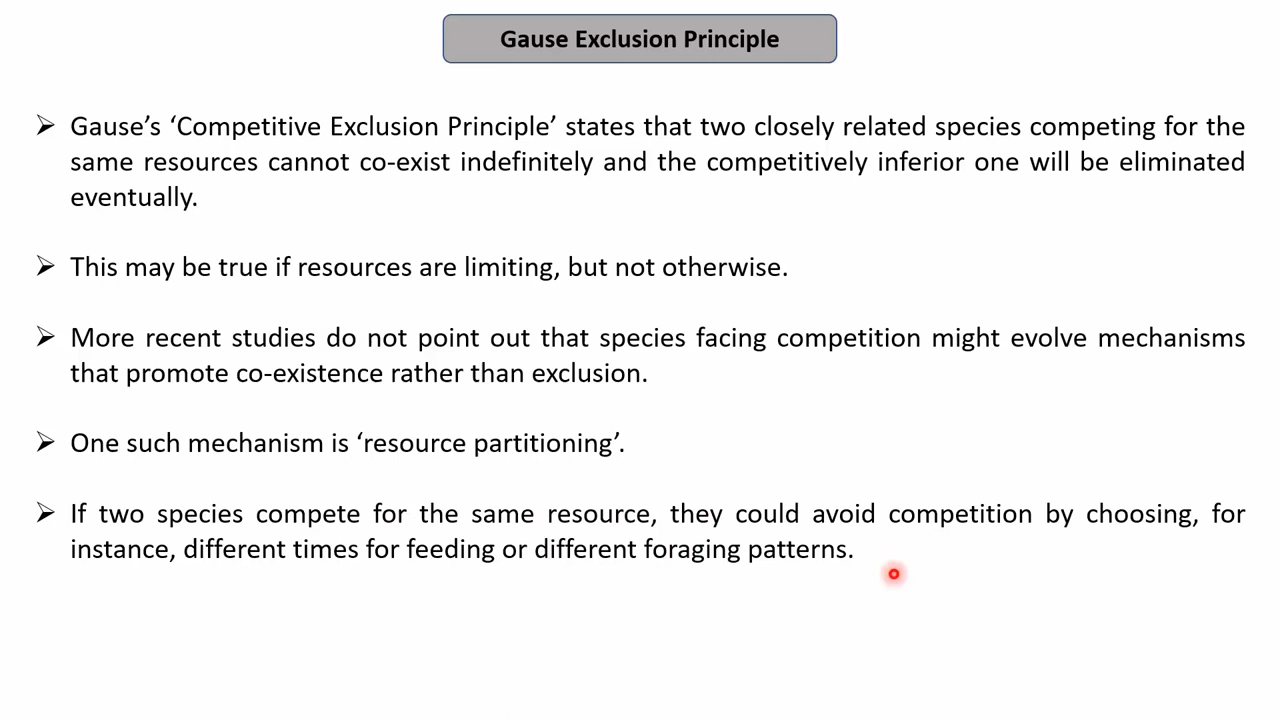 Gause Exclusion Principle
➢ Gause’s ‘Competitive Exclusion Principle’ states that two closely related species competing for the
same resources cannot co-exist indefinitely and the competitively inferior one will be eliminated
eventually.
➢ This may be true if resources are limiting, but not otherwise.
➢ More recent studies do not point out that species facing competition might evolve mechanisms
that promote co-existence rather than exclusion.
➢ One such mechanism is ‘resource partitioning’.
➢ If two species compete for the same resource, they could avoid competition by choosing, for
instance, different times for feeding or different foraging patterns.